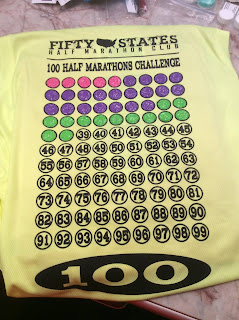 FIFTY STATES
HALF MARATHON CLUB
100 HALF MARATHONS CHALLENGE
39 40 41 42 43 44 45
46 47 48 49 50 51 52 53 54
55 56 57 58 59 60 61 62 63
64 65 66 67 68 69 70 71 72
73 74 75 76 77 78 79 80 81
82 83 84 85 86 87 88 89 90
91 92 93 94 95 96 97 98 99
100